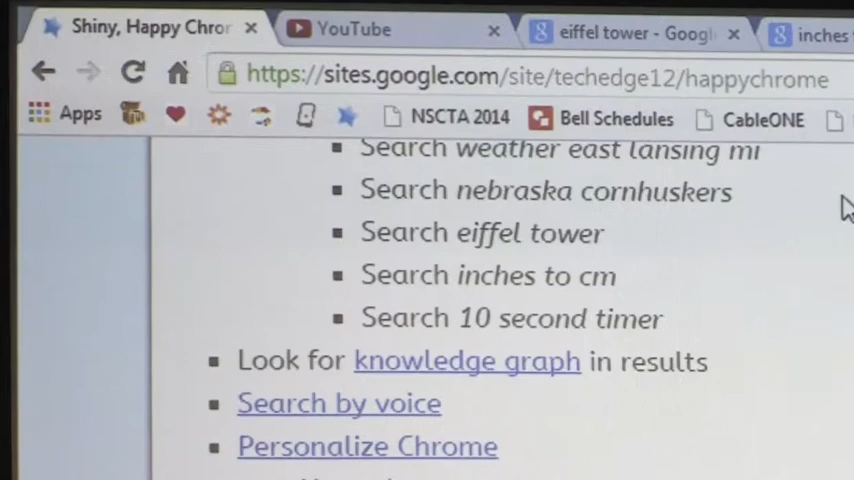 Shiny, Happy Chror
YouTube
eiffel tower - Googl
inches
https://sites.google.com/site/techedge12/happychrome
Apps
NSCTA 2014
Bell Schedules
CableONE
Search weather east lansing mi
Search nebraska cornhuskers
Search eiffel tower
Search inches to cm
Search 10 second timer
Look for knowledge graph in results
Search by voice
Personalize Chrome